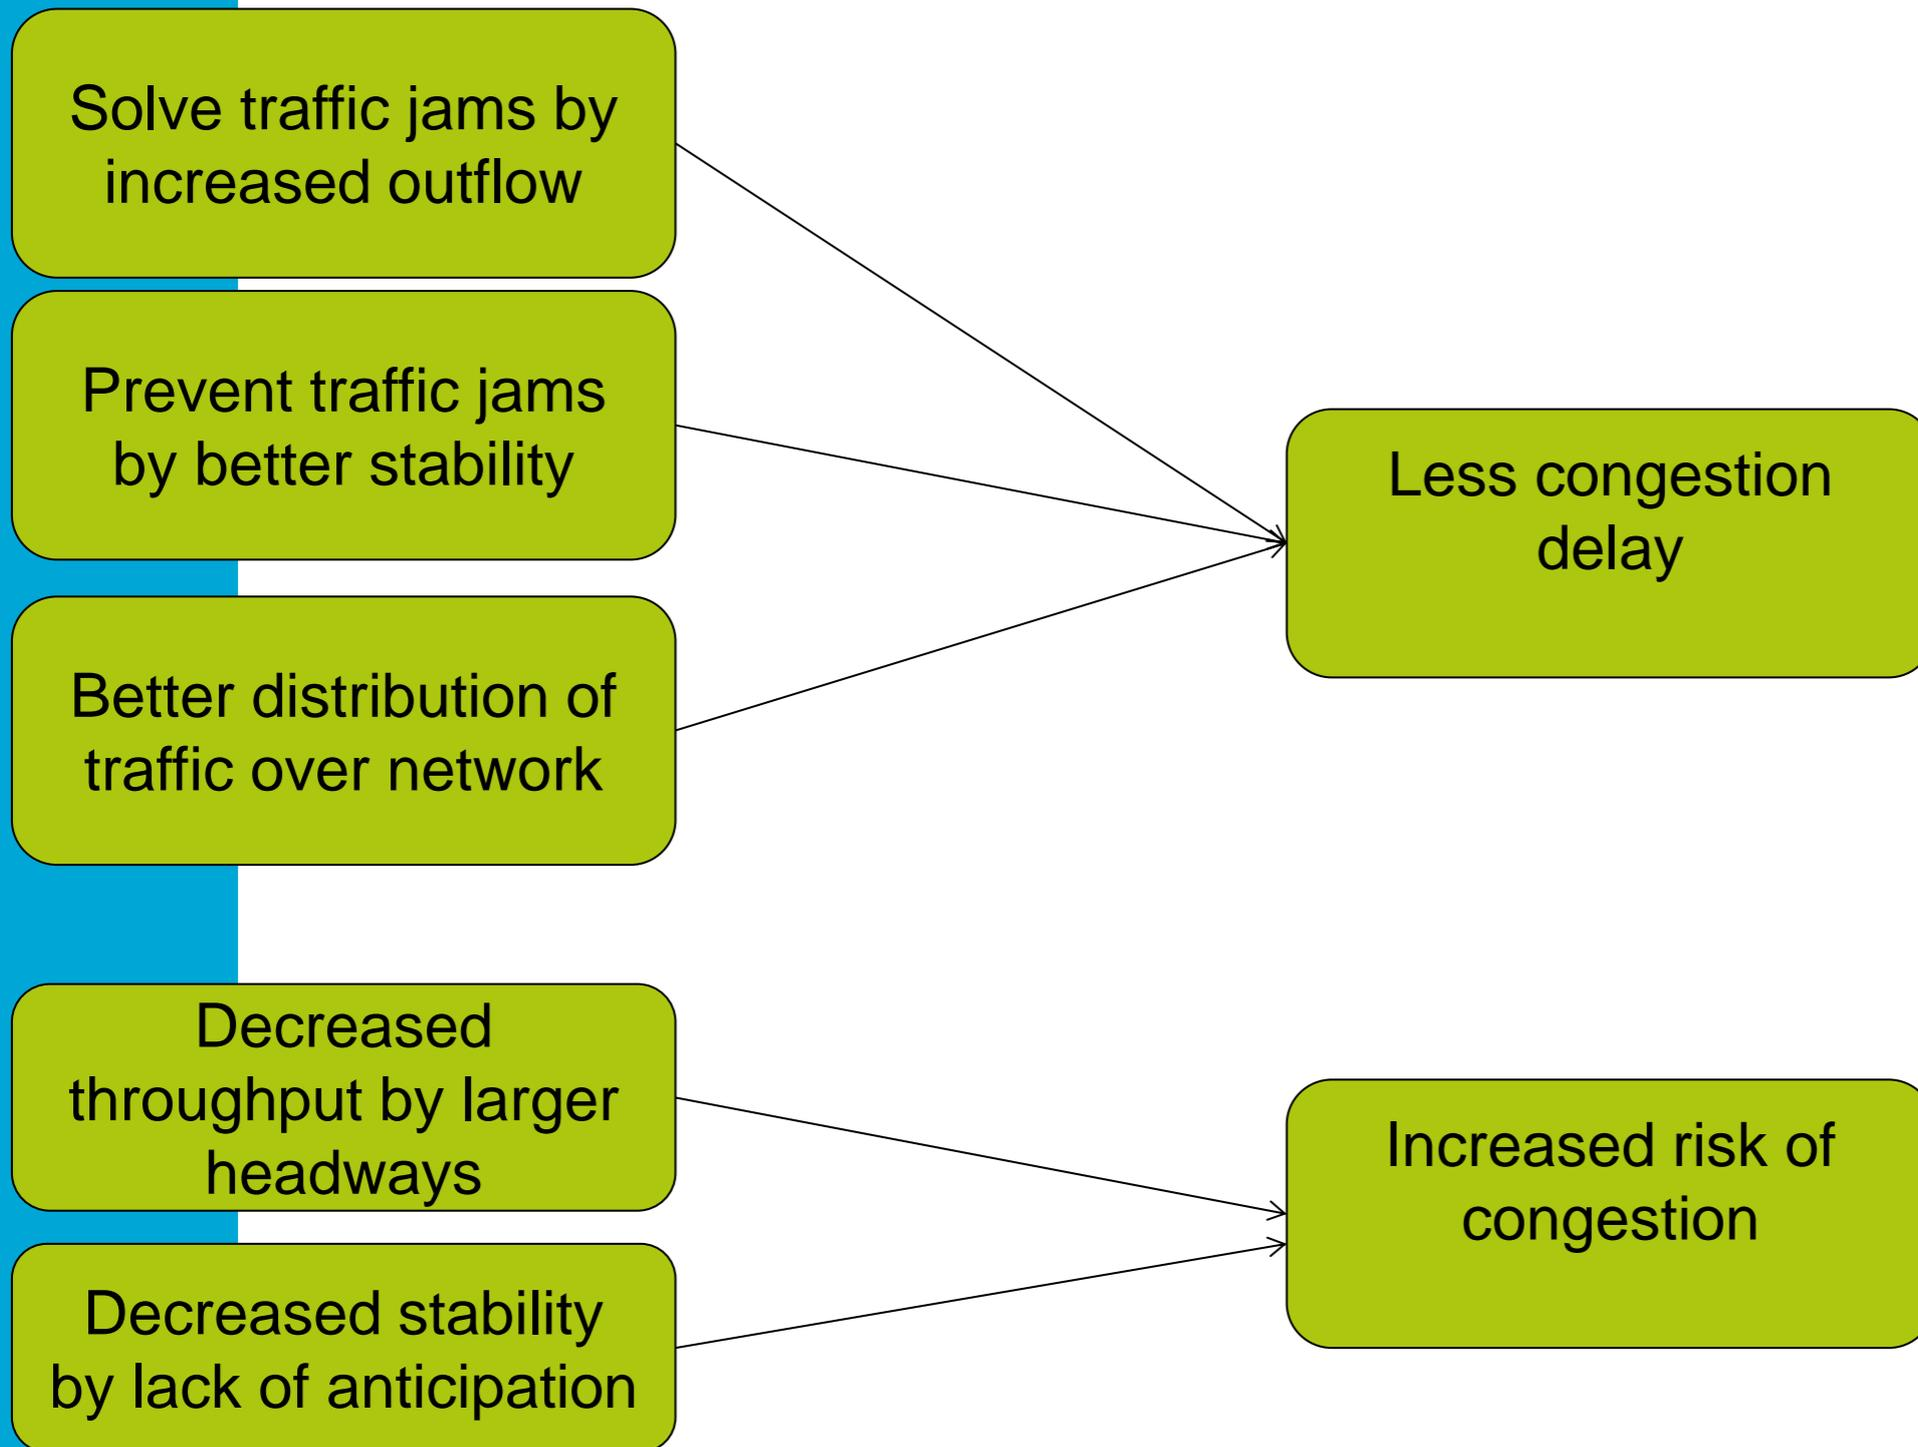 Solve traffic jams by
increased outflow
Prevent traffic jams
by better stability
Better distribution of
traffic over network
Less congestion
delay
Decreased
throughput by larger
headways
Decreased stability
by lack of anticipation
Increased risk of
congestion